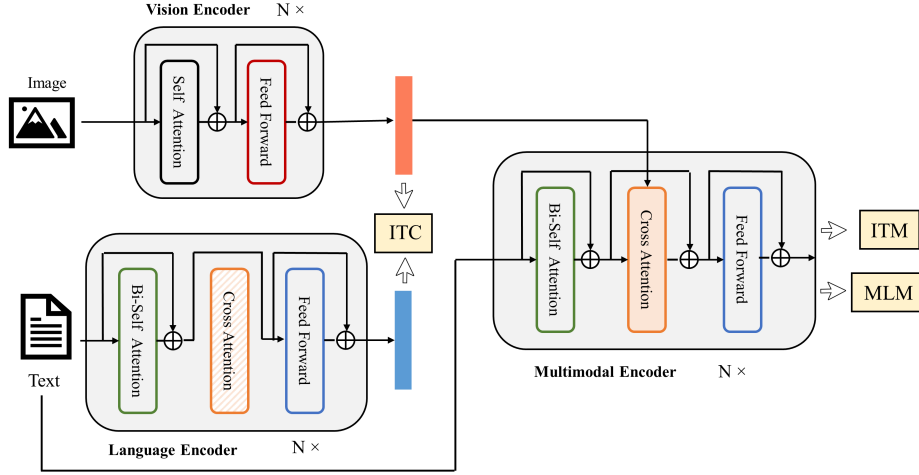 Vision Encoder N ×
Image
Self Attention
Feed Forward
ITC
Bi-Self Attention
Cross Attention
Feed Forward
ITM
MLM
Multimodal Encoder N ×
Bi-Self Attention
Cross Attention
Feed Forward
Text
Language Encoder N ×